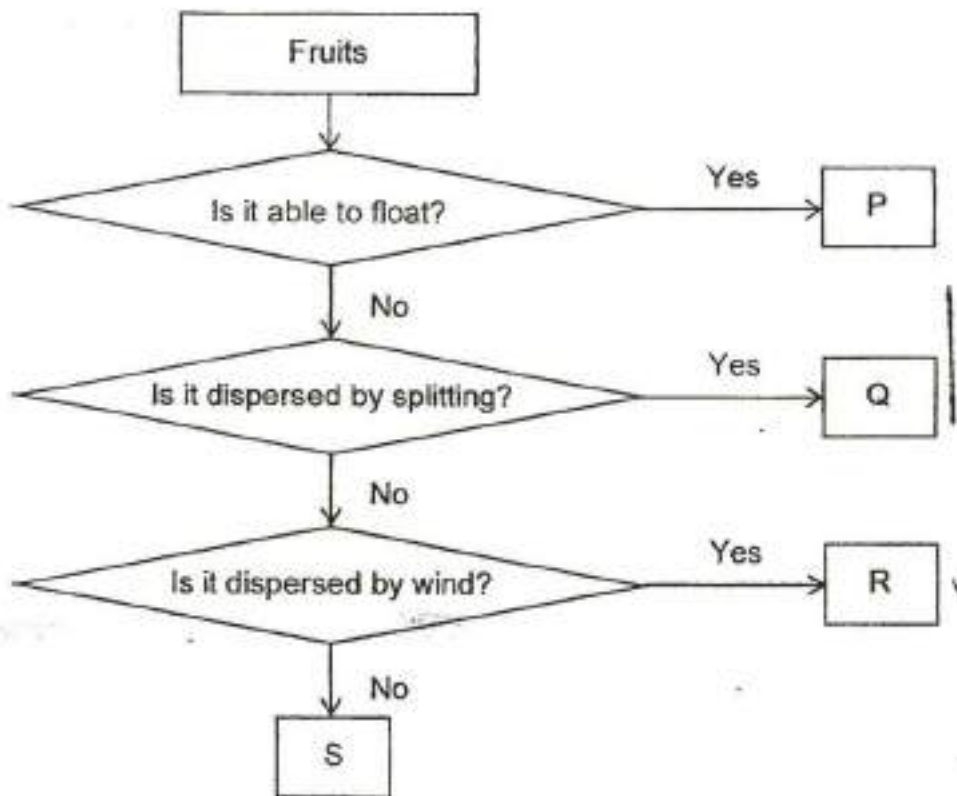 Fruits
Is it able to float?
Yes
P
No
Is it dispersed by splitting?
Yes
Q
No
Is it dispersed by wind?
Yes
R
No
S